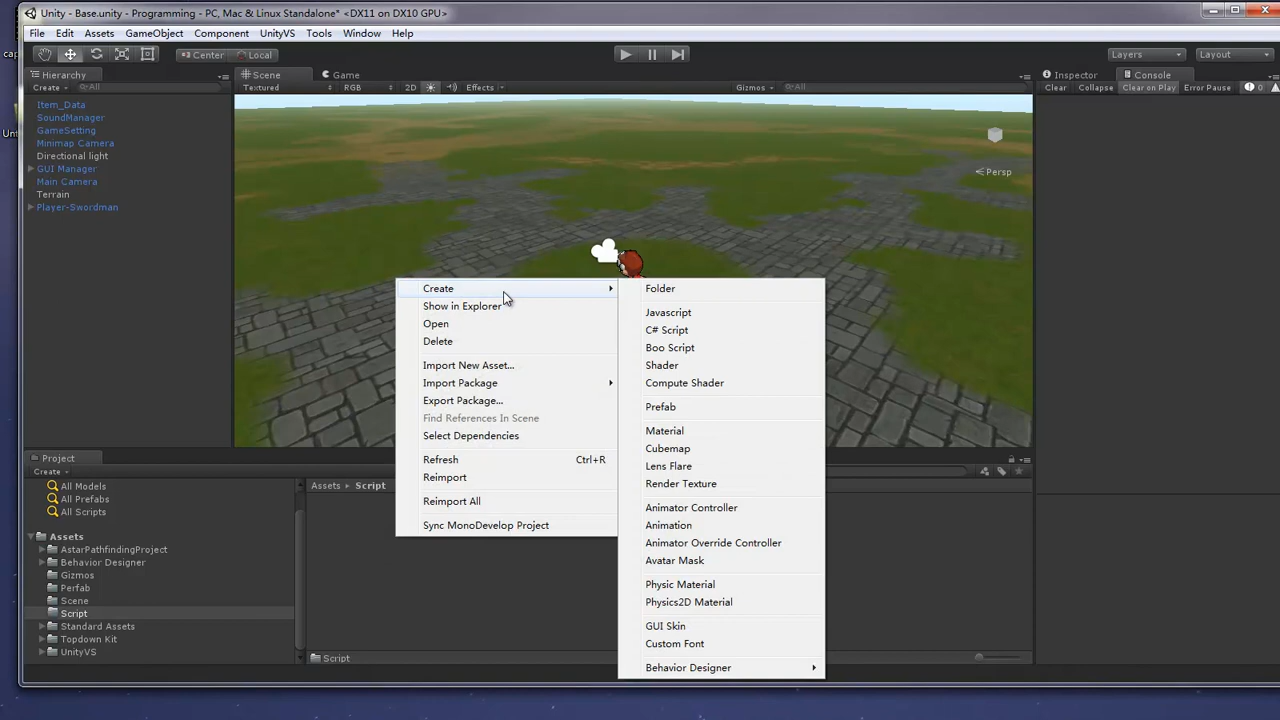 Unity - Base.unity - Programming - PC, Mac & Linux Standalone* <DX11 on DX10 GPU>
File Edit Assets GameObject Component UnityVS Tools Window Help
Center Local
Layers Layout
Hierarchy
Create All
Scene Game
Textured RGB 2D Effects Gizmos All
Inspector Console
Clear Collapse Clear on Play Error Pause 0
Item_Data
SoundManager
GameSetting
Minimap Camera
Directional light
GUI Manager
Main Camera
Terrain
Player-Swordman
Persp
Create
Show in Explorer
Open
Delete
Import New Asset...
Import Package
Export Package...
Find References In Scene
Select Dependencies
Refresh Ctrl+R
Reimport
Reimport All
Sync MonoDevelop Project
Folder
Javascript
C# Script
Boo Script
Shader
Compute Shader
Prefab
Material
Cubemap
Lens Flare
Render Texture
Animator Controller
Animation
Animator Override Controller
Avatar Mask
Physic Material
Physics2D Material
GUI Skin
Custom Font
Behavior Designer
Project
Create
All Models
All Prefabs
All Scripts
Assets
AstarPathfindingProject
Behavior Designer
Gizmos
Perfab
Scene
Script
Standard Assets
Topdown Kit
UnityVS
Assets Script
Script